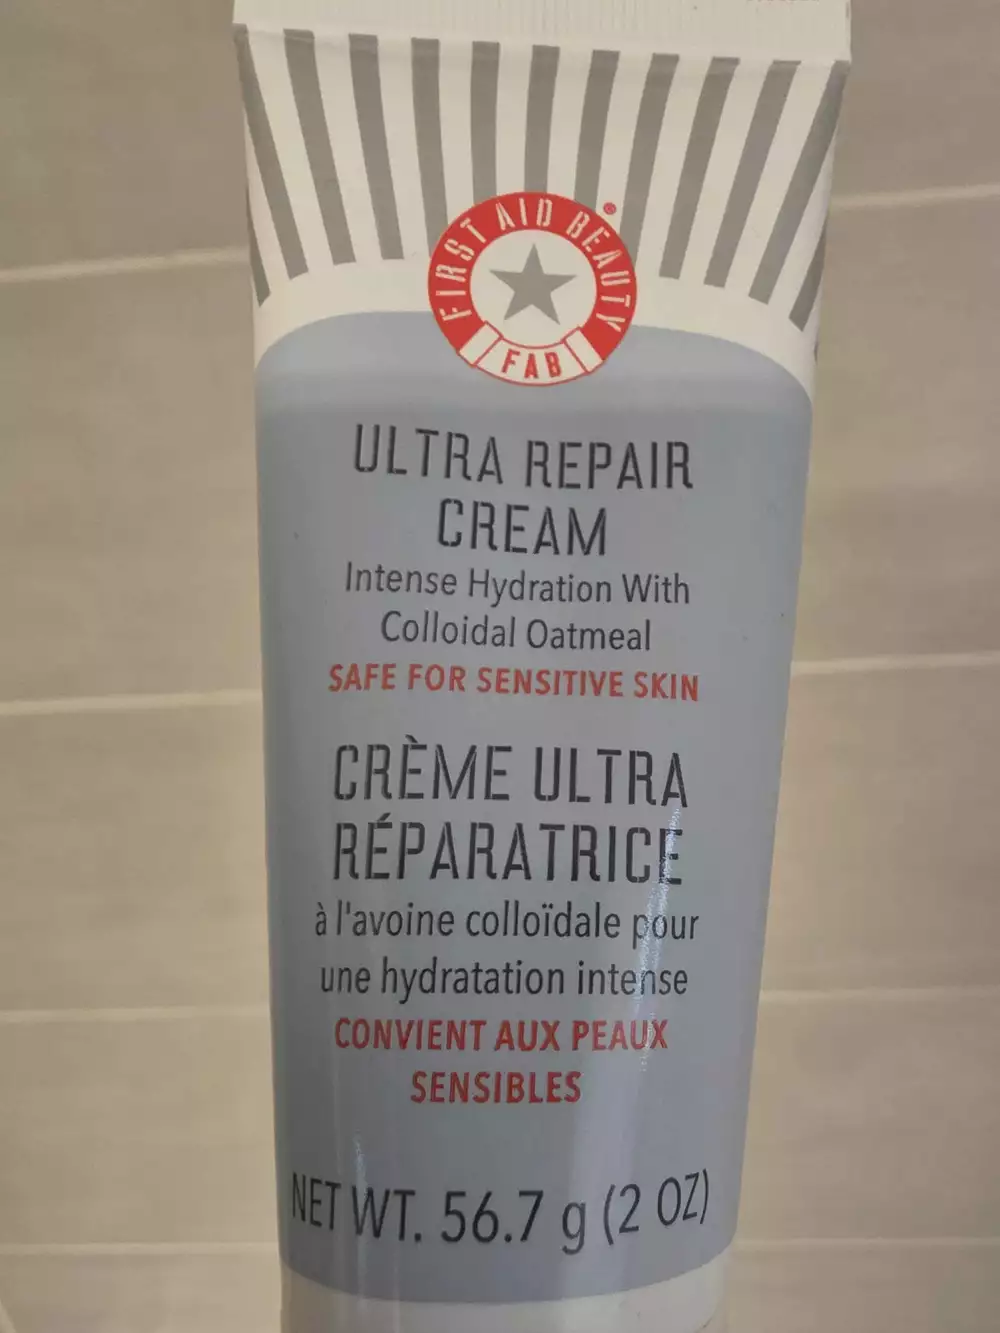 FIRST AID BEAUTY®
FAB
ULTRA REPAIR
CREAM
Intense Hydration With
Colloidal Oatmeal
SAFE FOR SENSITIVE SKIN
CRÈME ULTRA
RÉPARATRICE
à l'avoine colloïdale pour
une hydratation intense
CONVIENT AUX PEAUX
SENSIBLES
NET WT. 56.7 g (2 OZ)